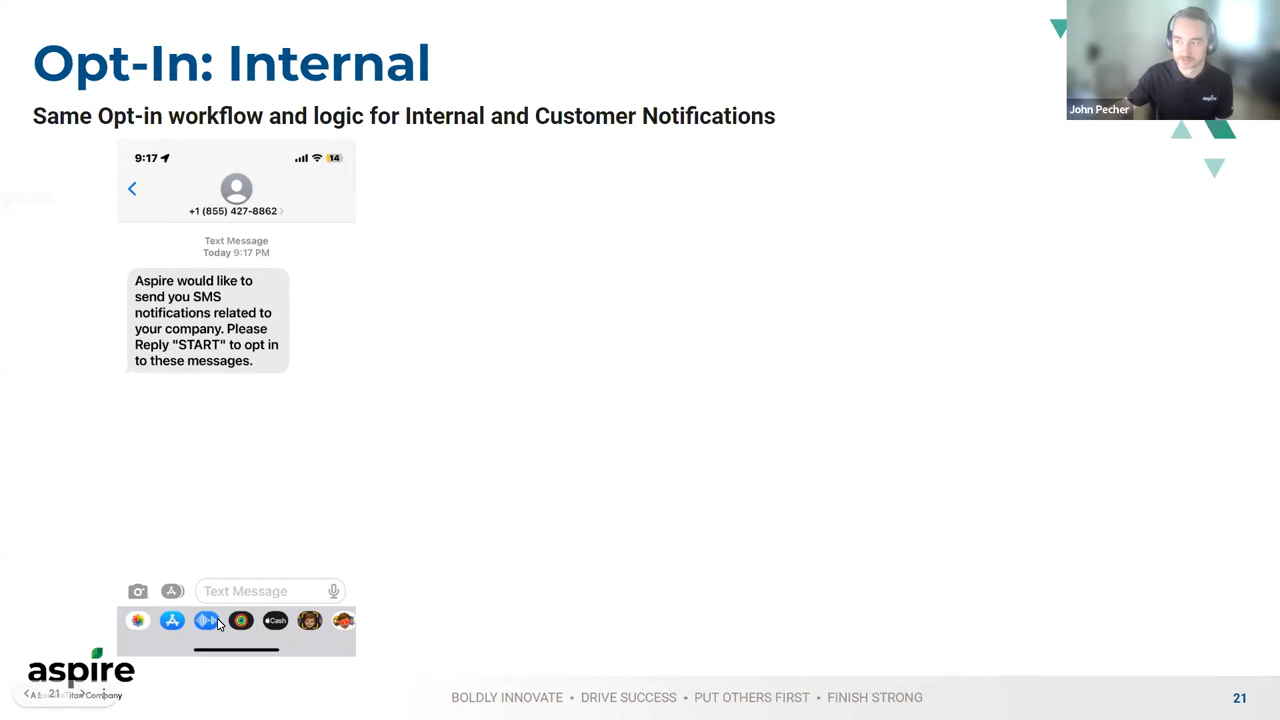 Opt-In: Internal
Same Opt-in workflow and logic for Internal and Customer Notifications
aspire
John Pecher
9:17
14
+1 (855) 427-8862
Text Message
Today 9:17 PM
Aspire would like to
send you SMS
notifications related to
your company. Please
Reply "START" to opt in
to these messages.
Text Message
Cash
aspire
21
Company
BOLDLY INNOVATE • DRIVE SUCCESS • PUT OTHERS FIRST • FINISH STRONG
21